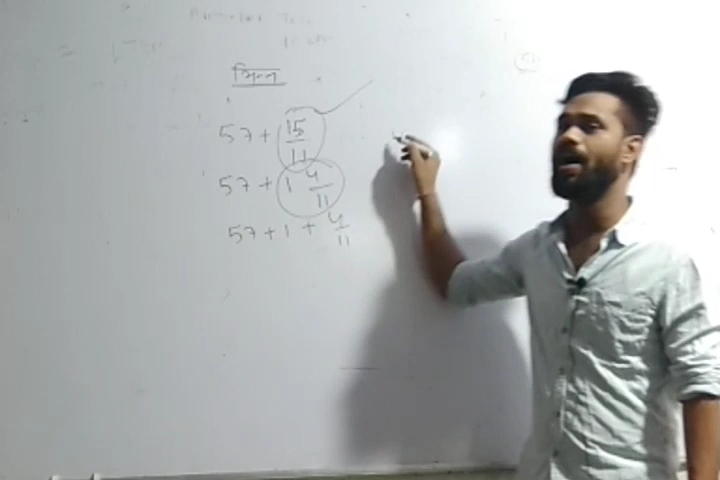 भिन्न
57 + 15/11
57 + 1 4/11
57 + 1 + 4/11